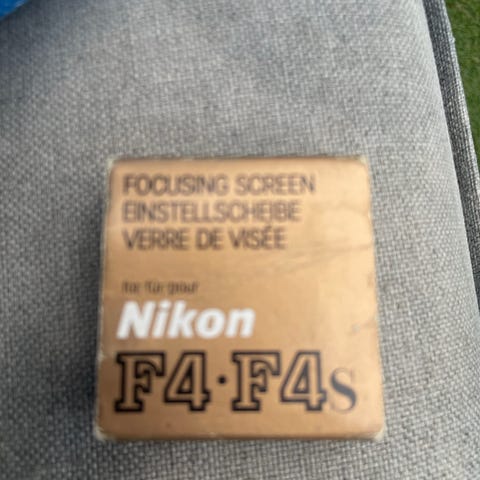 FOCUSING SCREEN
EINSTELLSCHEIBE
VERRE DE VISÉE
for für pour
Nikon
F4·F4s